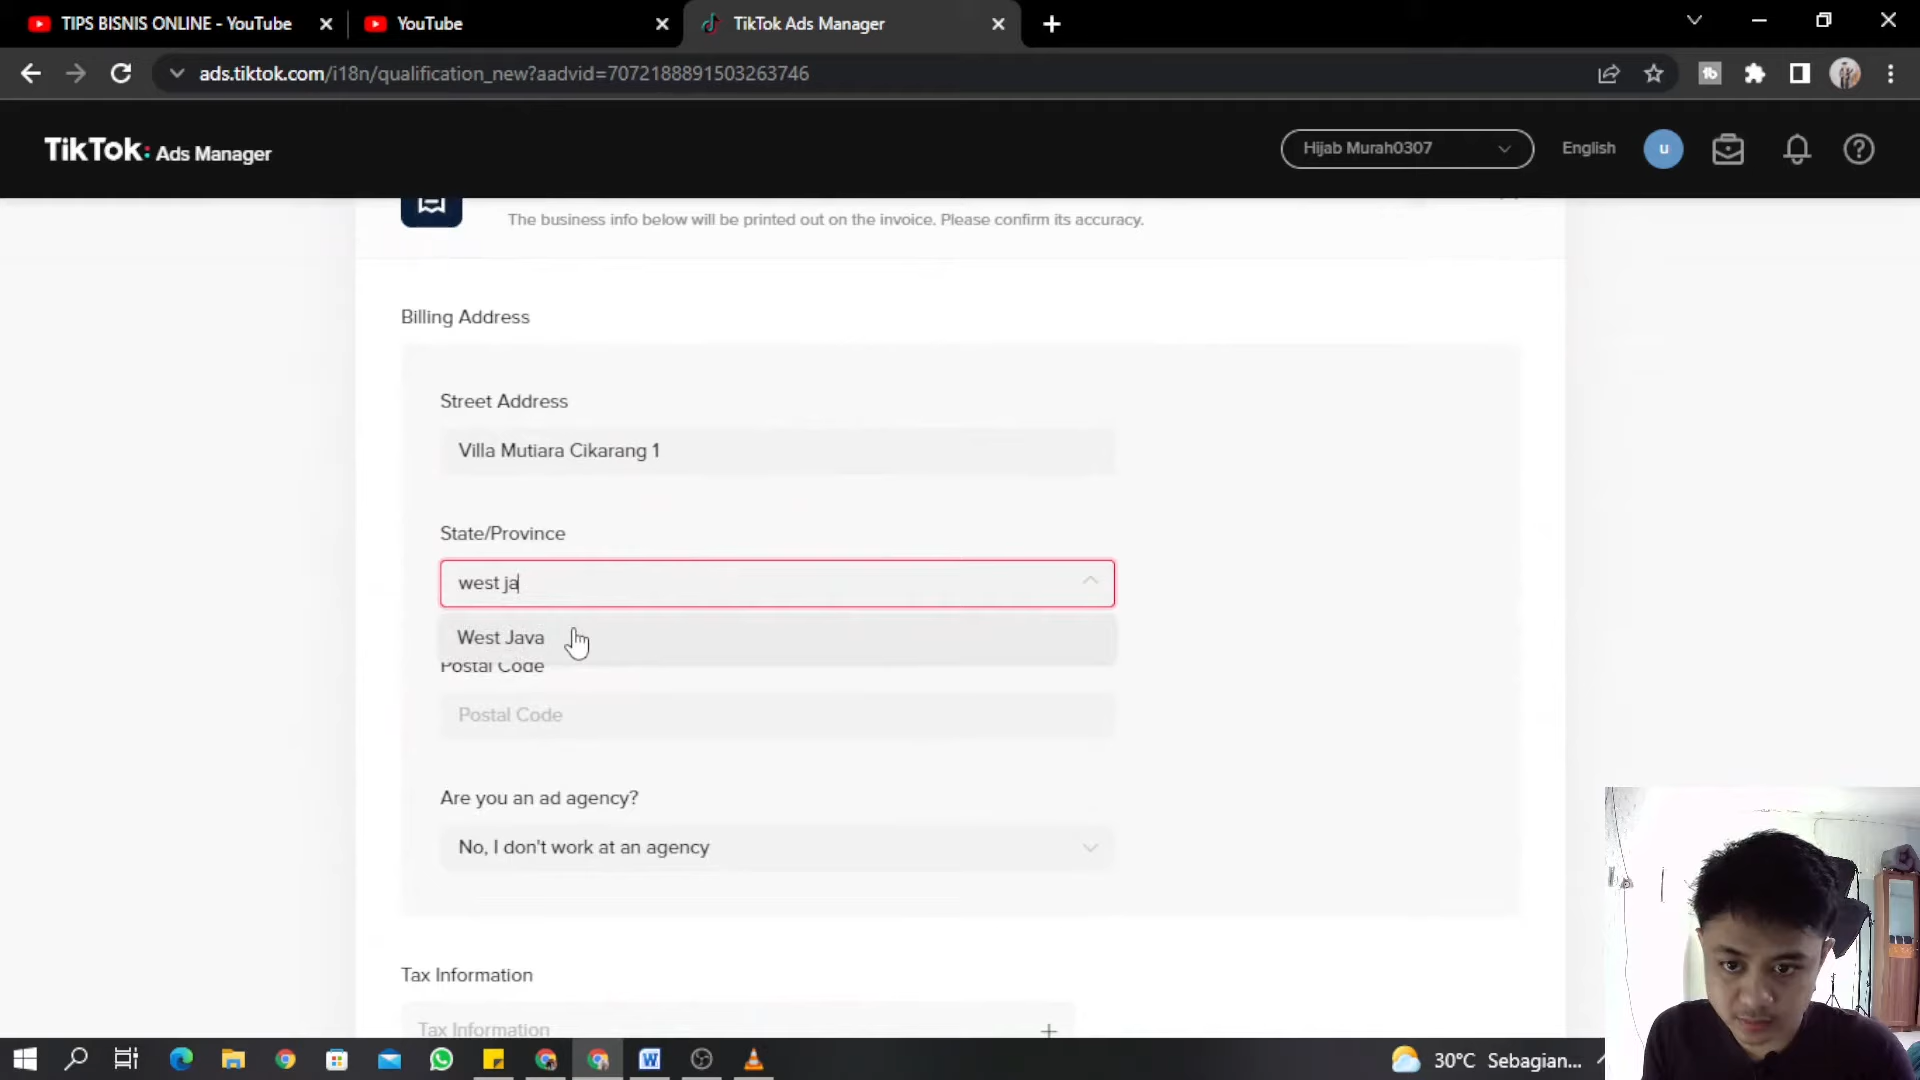 TIPS BISNIS ONLINE - YouTube
YouTube
TikTok Ads Manager
ads.tiktok.com/i18n/qualification_new?aadvid=7072188891503263746
TikTok: Ads Manager
Hijab Murah0307
English
u
The business info below will be printed out on the invoice. Please confirm its accuracy.
Billing Address
Street Address
Villa Mutiara Cikarang 1
State/Province
west ja
West Java
Postal Code
Postal Code
Are you an ad agency?
No, I don't work at an agency
Tax Information
Tax Information
30°C Sebagian...